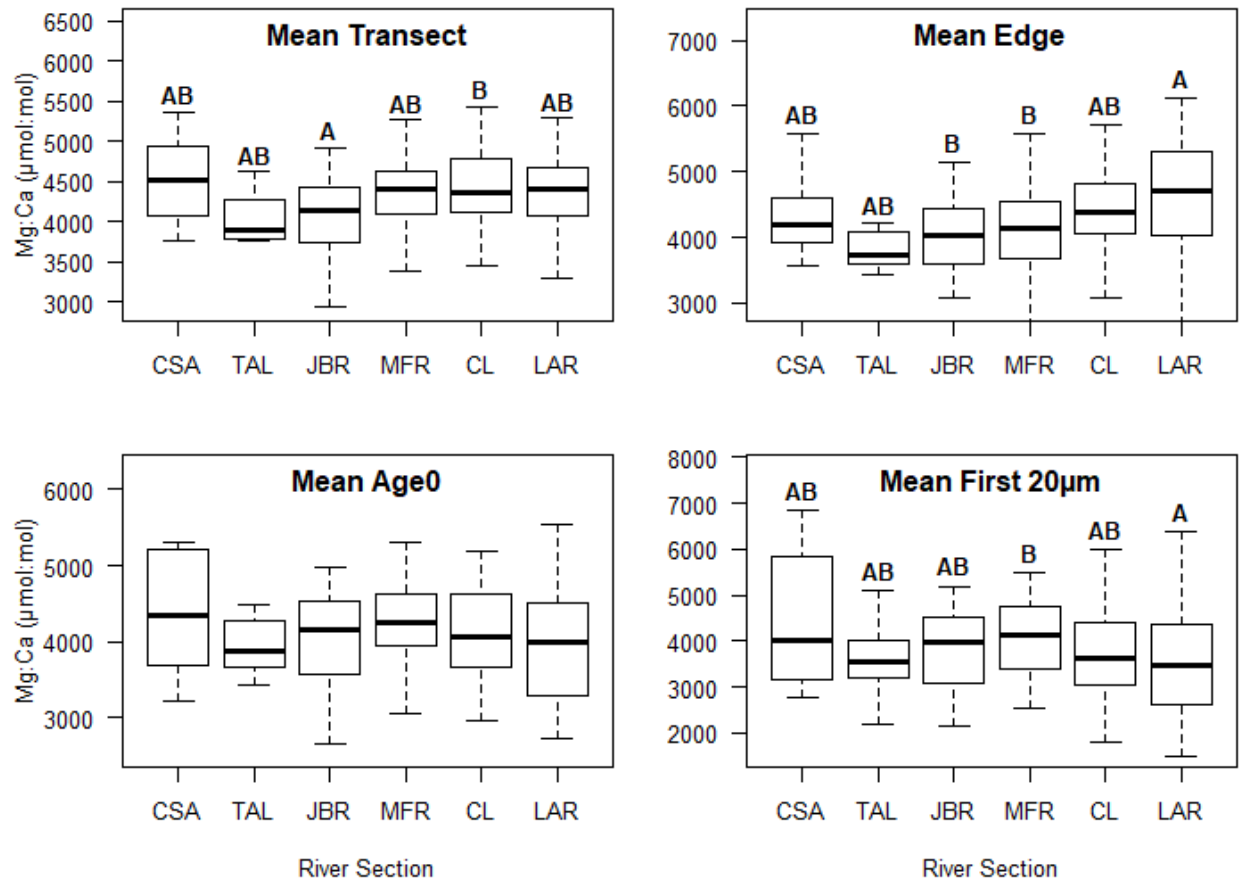 Mean Transect
Mg:Ca (µmol:mol)
6500
6000
5500
5000
4500
4000
3500
3000
AB
AB
A
AB
B
AB
CSA TAL JBR MFR CL LAR
Mean Edge
7000
6000
5000
4000
3000
AB
AB
B
B
AB
A
CSA TAL JBR MFR CL LAR
Mean Age0
Mg:Ca (µmol:mol)
6000
5000
4000
3000
CSA TAL JBR MFR CL LAR
River Section
Mean First 20µm
8000
7000
6000
5000
4000
3000
2000
AB
AB
AB
B
AB
A
CSA TAL JBR MFR CL LAR
River Section